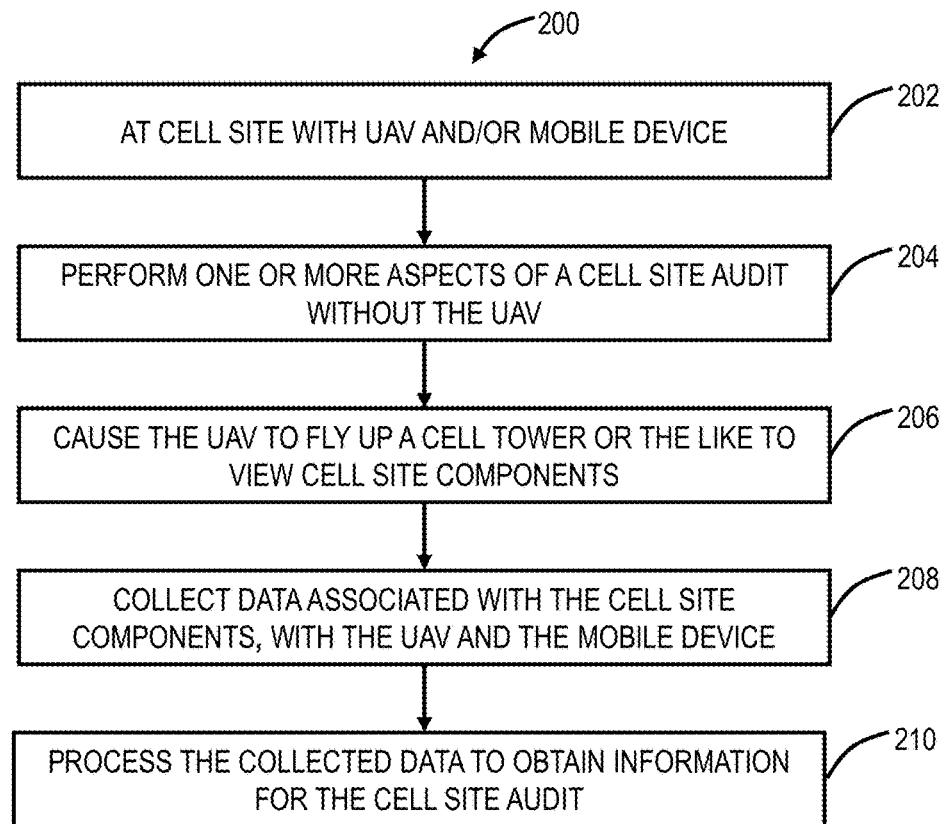 200
202
AT CELL SITE WITH UAV AND/OR MOBILE DEVICE
204
PERFORM ONE OR MORE ASPECTS OF A CELL SITE AUDIT
WITHOUT THE UAV
206
CAUSE THE UAV TO FLY UP A CELL TOWER OR THE LIKE TO
VIEW CELL SITE COMPONENTS
208
COLLECT DATA ASSOCIATED WITH THE CELL SITE
COMPONENTS, WITH THE UAV AND THE MOBILE DEVICE
210
PROCESS THE COLLECTED DATA TO OBTAIN INFORMATION
FOR THE CELL SITE AUDIT